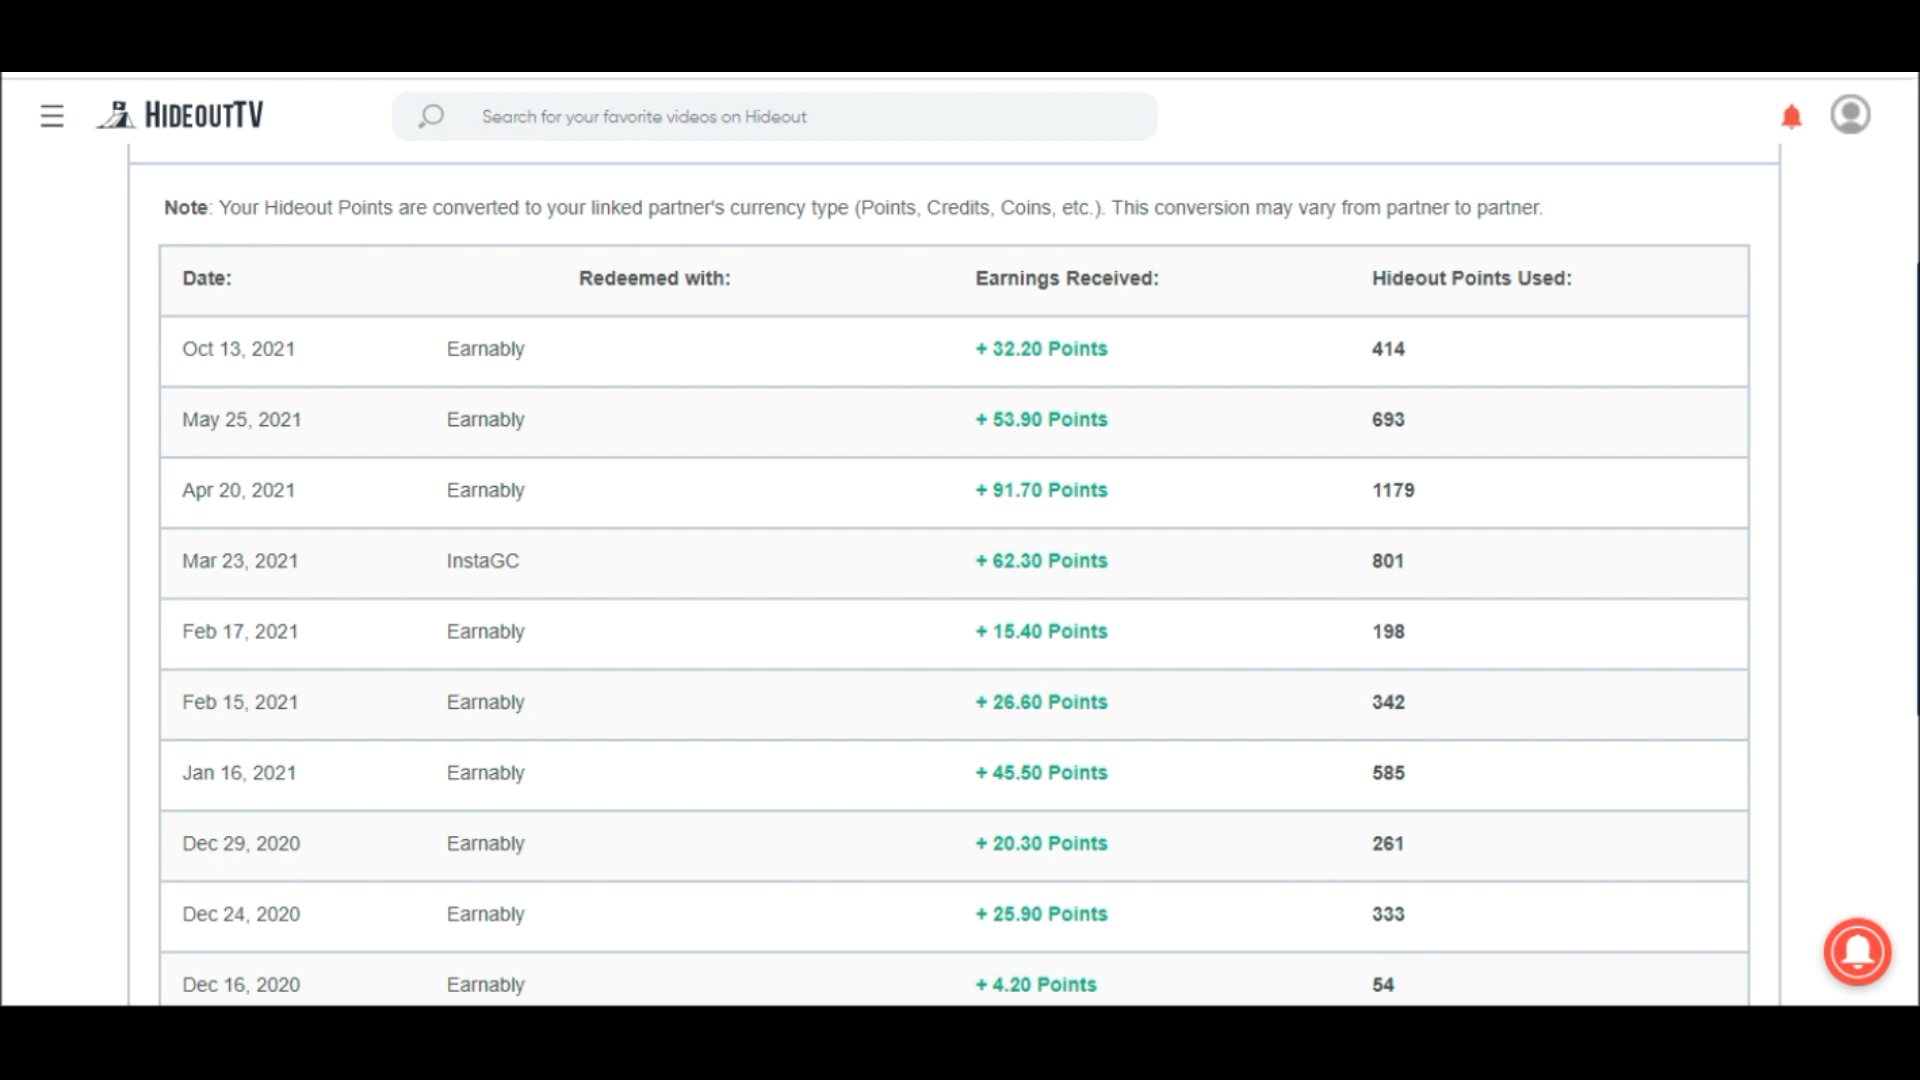 HIDEOUTTV
Search for your favorite videos on Hideout
Note: Your Hideout Points are converted to your linked partner's currency type (Points, Credits, Coins, etc.). This conversion may vary from partner to partner.
Date: Redeemed with: Earnings Received: Hideout Points Used:
Oct 13, 2021 Earnably + 32.20 Points 414
May 25, 2021 Earnably + 53.90 Points 693
Apr 20, 2021 Earnably + 91.70 Points 1179
Mar 23, 2021 InstaGC + 62.30 Points 801
Feb 17, 2021 Earnably + 15.40 Points 198
Feb 15, 2021 Earnably + 26.60 Points 342
Jan 16, 2021 Earnably + 45.50 Points 585
Dec 29, 2020 Earnably + 20.30 Points 261
Dec 24, 2020 Earnably + 25.90 Points 333
Dec 16, 2020 Earnably + 4.20 Points 54